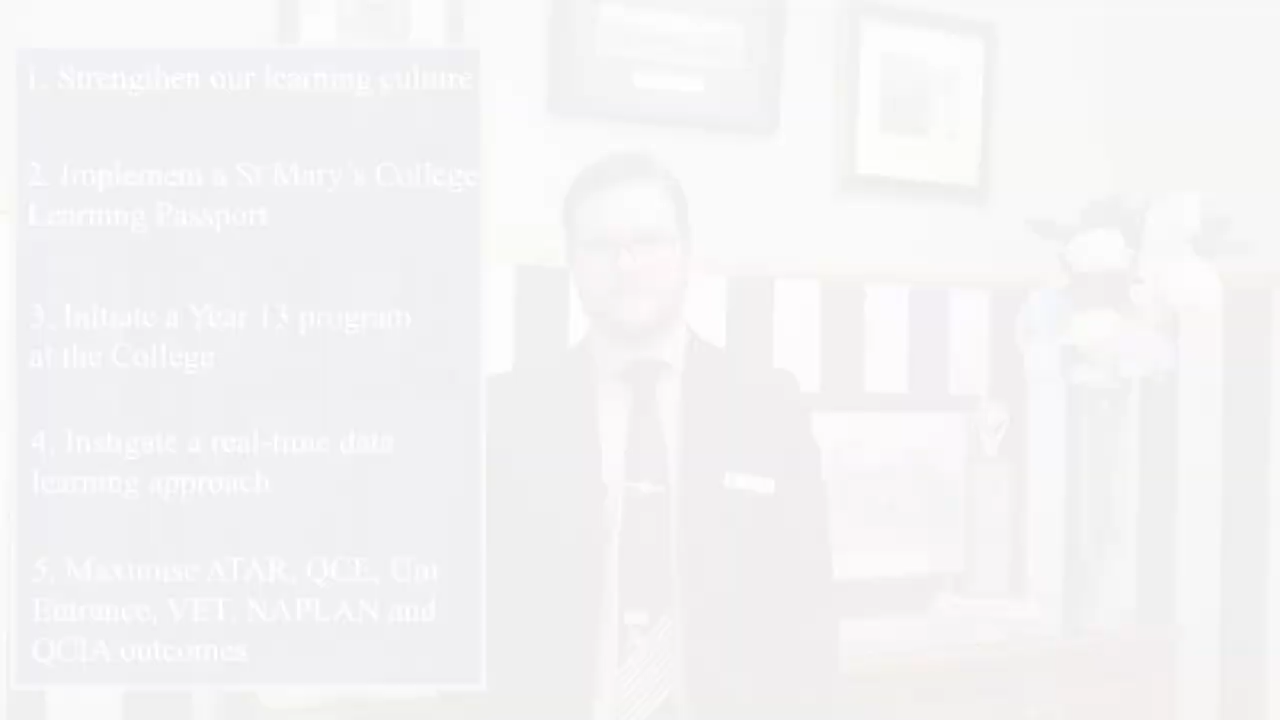 1. Strengthen our learning culture
2. Implement a St Mary's College
Learning Passport
3. Initiate a Year 13 program
at the College
4. Instigate a real-time data
learning approach
5. Maximise ATAR, QCE, Uni
Entrance, VET, NAPLAN and
QCIA outcomes